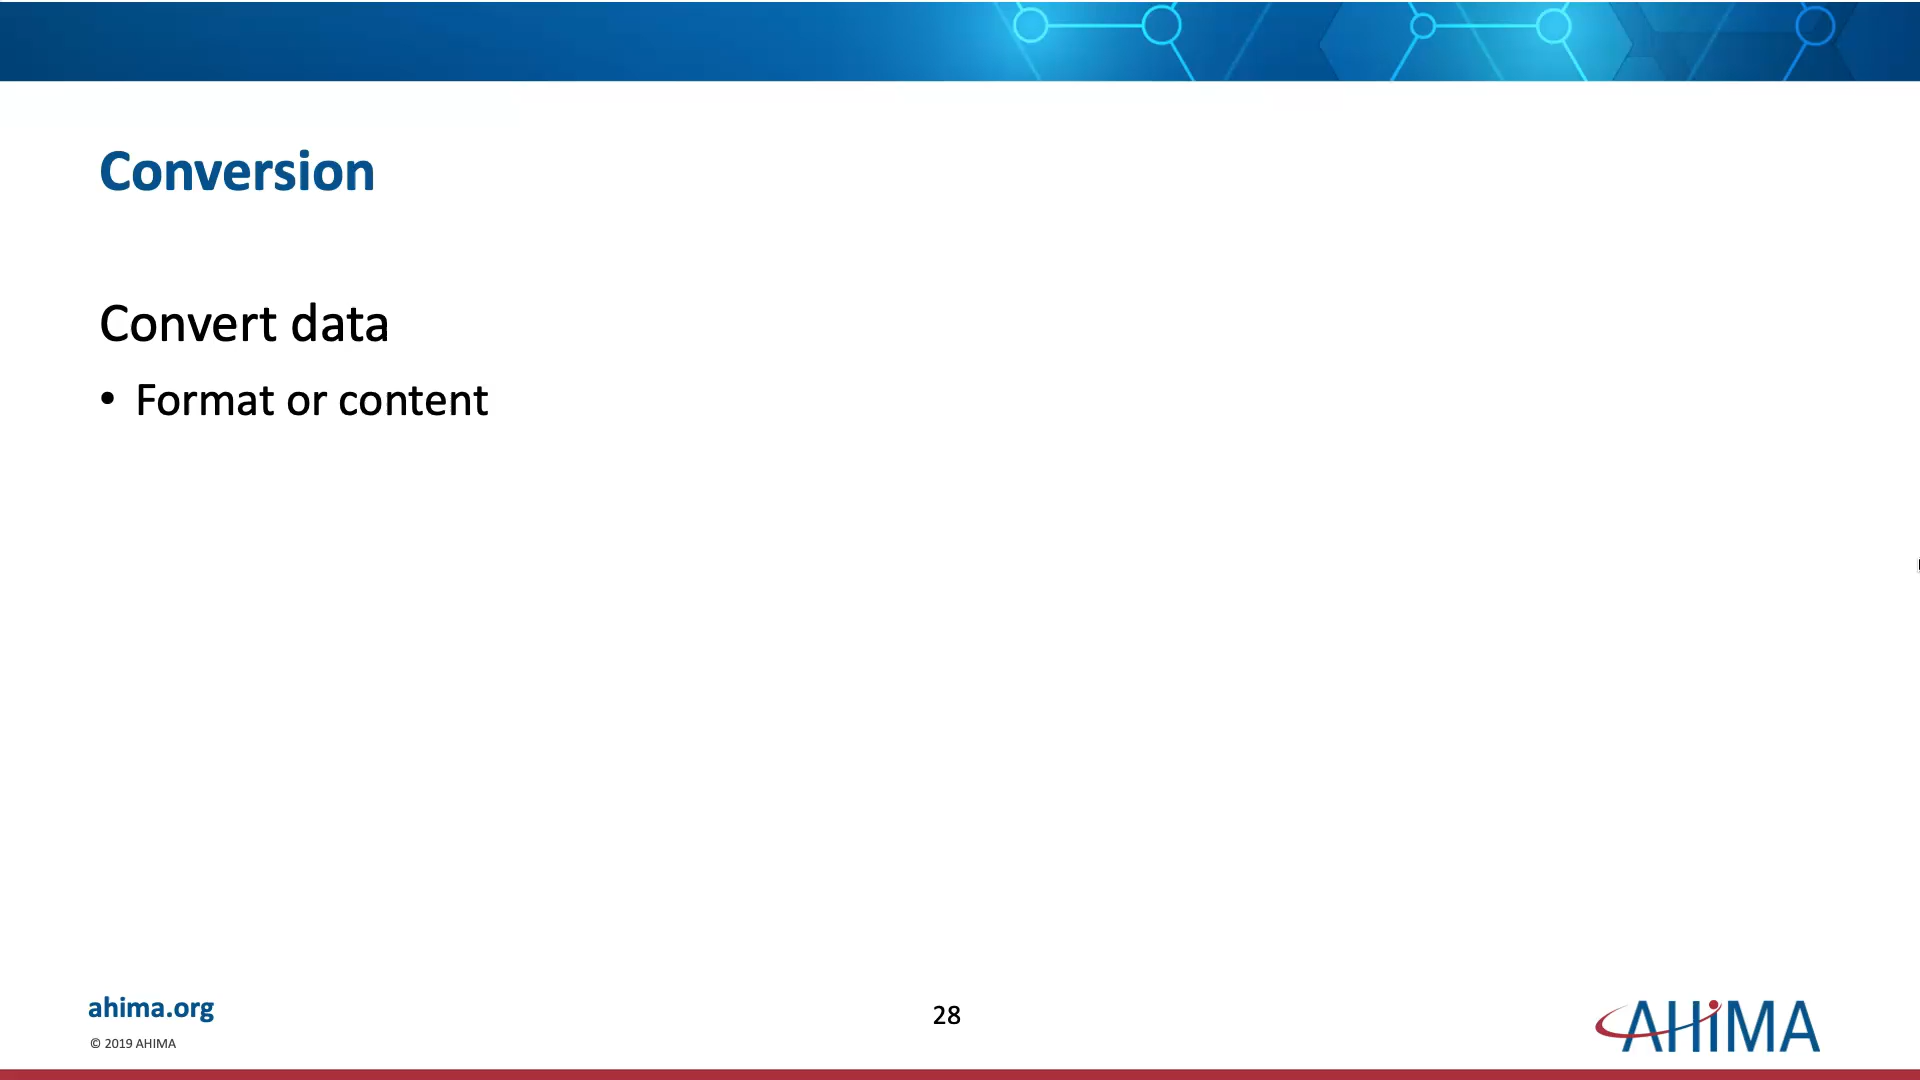 Conversion
Convert data
• Format or content
ahima.org
© 2019 AHIMA
28
AHIMA